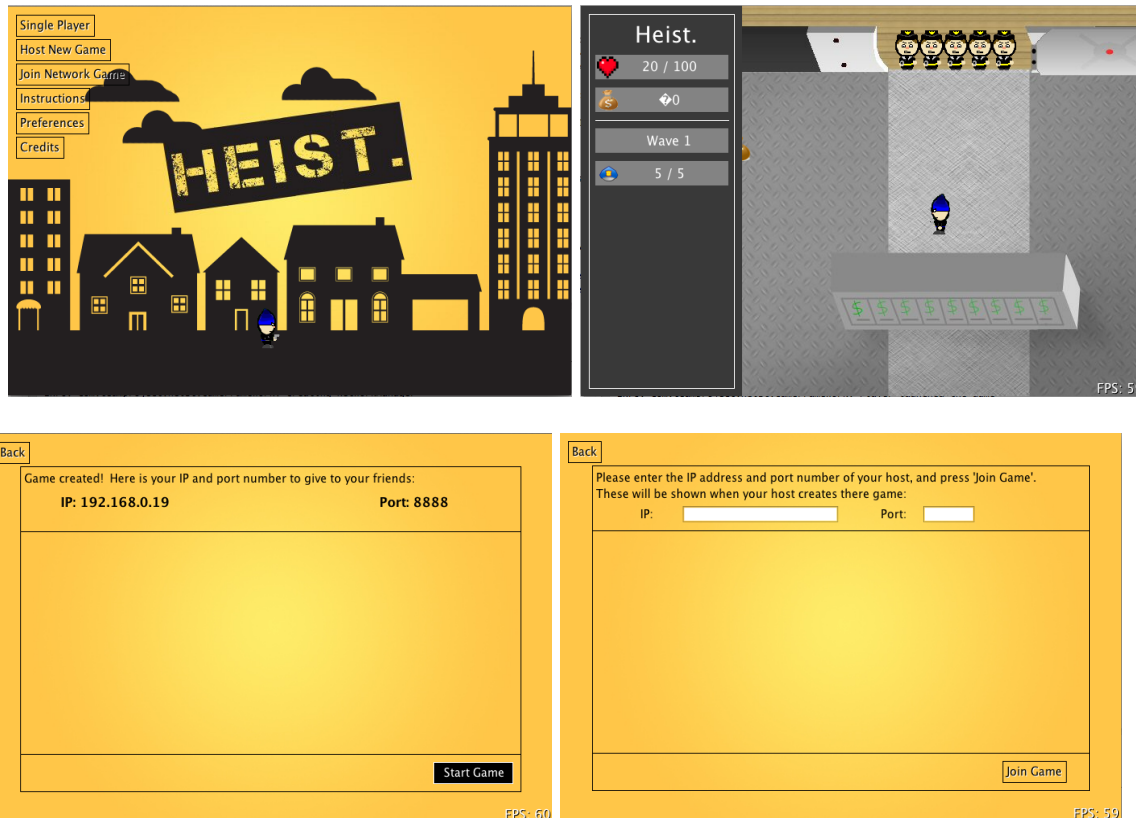 Single Player
Host New Game
Join Network Game
Instructions
Preferences
Credits
HEIST.
Heist.
20 / 100
�0
Wave 1
5 / 5
$ $ $ $ $ $ $ $ $
FPS: 5
Back
Game created! Here is your IP and port number to give to your friends:
IP: 192.168.0.19 Port: 8888
Start Game
FPS: 60
Back
Please enter the IP address and port number of your host, and press 'Join Game'.
These will be shown when your host creates there game:
IP: Port:
Join Game
FPS: 59